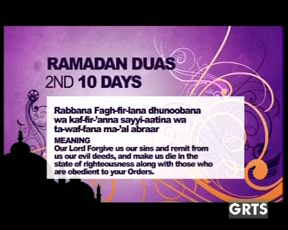 RAMADAN DUAS
2ND 10 DAYS
Rabbana Fagh-fir-lana dhunoobana
wa kaf-fir-'anna sayyi-aatina wa
ta-waf-fana ma-'al abraar
MEANING
Our Lord Forgive us our sins and remit from
us our evil deeds, and make us die in the
state of righteousness along with those who
are obedient to your Orders.
GRTS